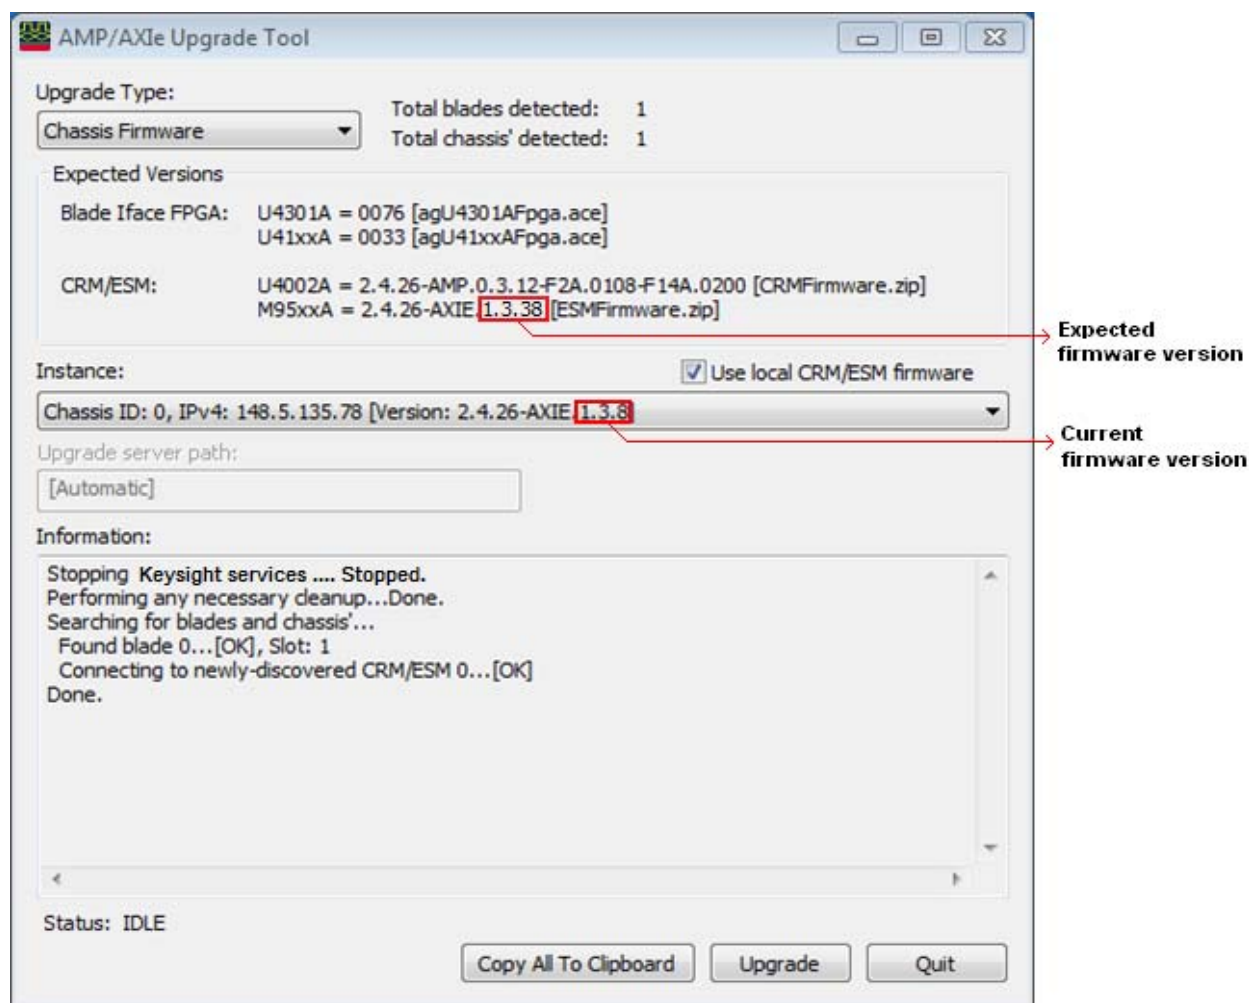 AMP/AXIe Upgrade Tool
Upgrade Type:
Chassis Firmware
Total blades detected: 1
Total chassis' detected: 1
Expected Versions
Blade Iface FPGA: U4301A = 0076 [agU4301AFpga.ace]
U41xxA = 0033 [agU41xxAFpga.ace]
CRM/ESM: U4002A = 2.4.26-AMP.0.3.12-F2A.0108-F14A.0200 [CRMFirmware.zip]
M95xxA = 2.4.26-AXIE.1.3.38 [ESMFirmware.zip]
Expected
firmware version
Instance:
Use local CRM/ESM firmware
Chassis ID: 0, IPv4: 148.5.135.78 [Version: 2.4.26-AXIE.1.3.8]
Current
firmware version
Upgrade server path:
[Automatic]
Information:
Stopping Keysight services .... Stopped.
Performing any necessary cleanup...Done.
Searching for blades and chassis'...
Found blade 0...[OK], Slot: 1
Connecting to newly-discovered CRM/ESM 0...[OK]
Done.
Status: IDLE
Copy All To Clipboard
Upgrade
Quit